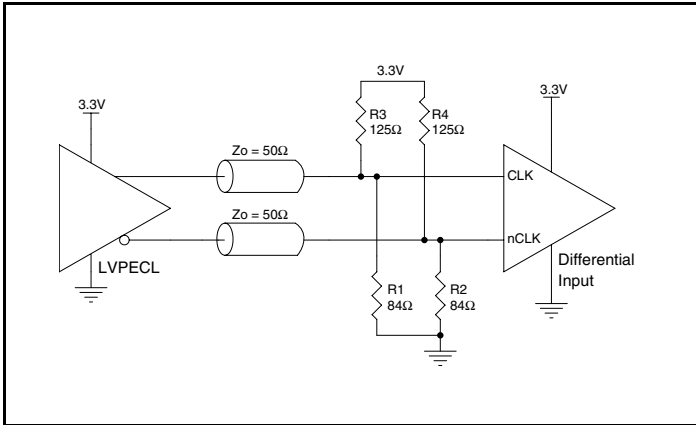 3.3V
3.3V
3.3V
R3
125Ω
R4
125Ω
Zo = 50Ω
CLK
Zo = 50Ω
nCLK
LVPECL
Differential
Input
R1
84Ω
R2
84Ω